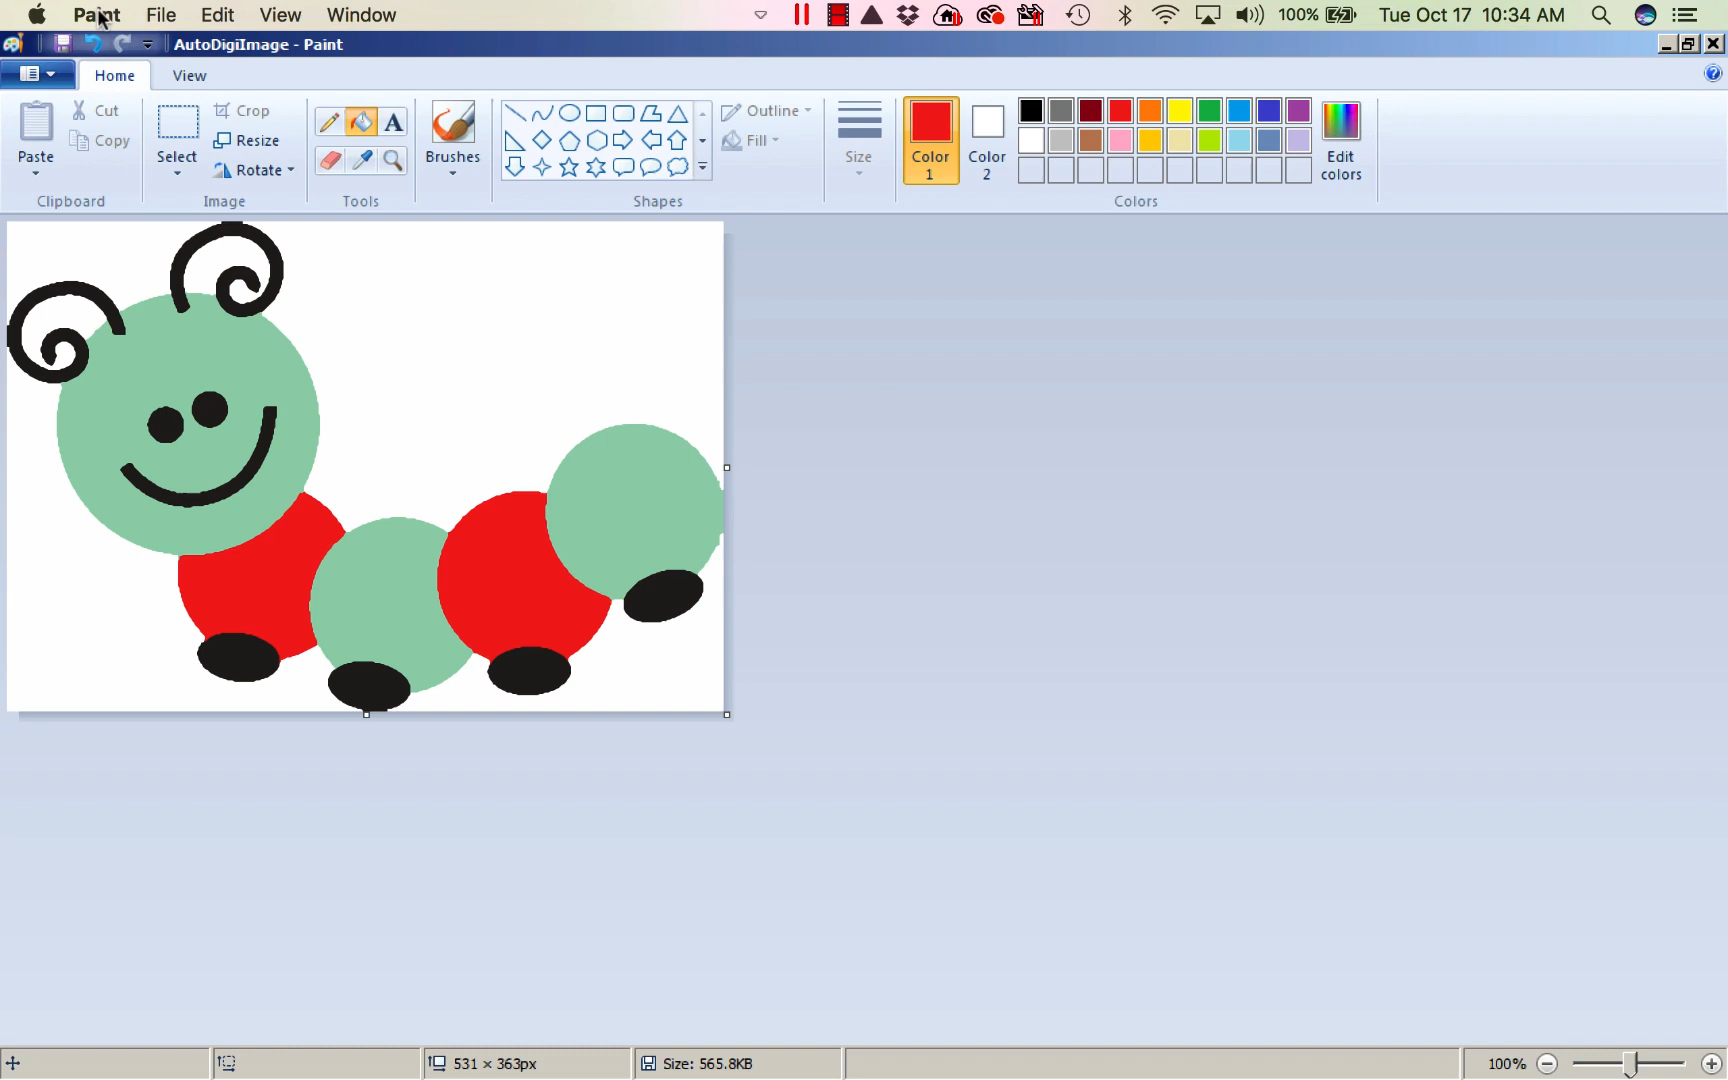 Paint File Edit View Window 100% Tue Oct 17 10:34 AM
AutoDigiImage - Paint
Home View
Cut Crop Outline
Copy Resize A Fill
Paste Select Rotate Brushes Size Color 1 Color 2 Edit colors
Clipboard Image Tools Shapes Colors
531 × 363px Size: 565.8KB 100%